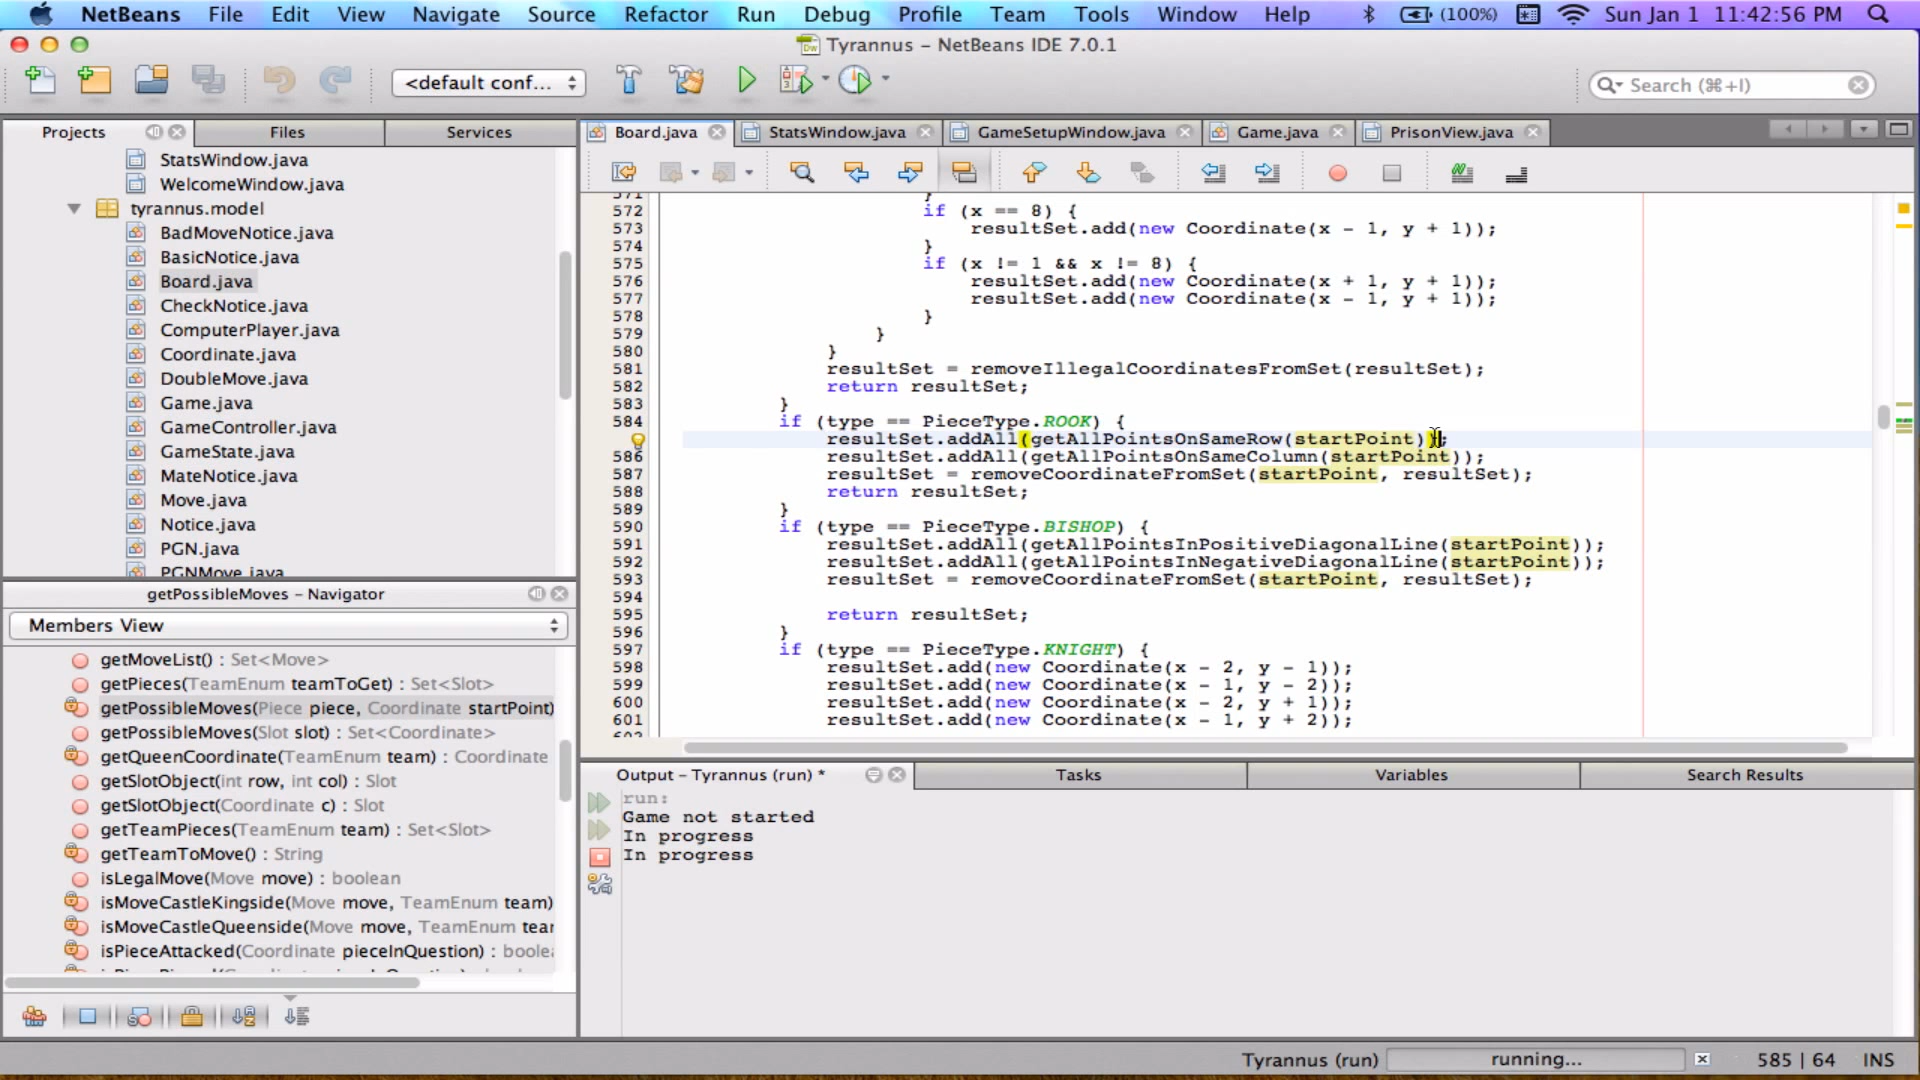 NetBeans File Edit View Navigate Source Refactor Run Debug Profile Team Tools Window Help (100%) Sun Jan 1 11:42:56 PM
Tyrannus – NetBeans IDE 7.0.1
<default conf...
Search (⌘+I)
Projects Files Services
StatsWindow.java
WelcomeWindow.java
tyrannus.model
BadMoveNotice.java
BasicNotice.java
Board.java
CheckNotice.java
ComputerPlayer.java
Coordinate.java
DoubleMove.java
Game.java
GameController.java
GameState.java
MateNotice.java
Move.java
Notice.java
PGN.java
PGNMove.java
getPossibleMoves – Navigator
Members View
getMoveList() : Set<Move>
getPieces(TeamEnum teamToGet) : Set<Slot>
getPossibleMoves(Piece piece, Coordinate startPoint)
getPossibleMoves(Slot slot) : Set<Coordinate>
getQueenCoordinate(TeamEnum team) : Coordinate
getSlotObject(int row, int col) : Slot
getSlotObject(Coordinate c) : Slot
getTeamPieces(TeamEnum team) : Set<Slot>
getTeamToMove() : String
isLegalMove(Move move) : boolean
isMoveCastleKingside(Move move, TeamEnum team)
isMoveCastleQueenside(Move move, TeamEnum tear
isPieceAttacked(Coordinate pieceInQuestion) : boole
Board.java StatsWindow.java GameSetupWindow.java Game.java PrisonView.java
571 }
572 if (x == 8) {
573 resultSet.add(new Coordinate(x - 1, y + 1));
574 }
575 if (x != 1 && x != 8) {
576 resultSet.add(new Coordinate(x + 1, y + 1));
577 resultSet.add(new Coordinate(x - 1, y + 1));
578 }
579 }
580 }
581 resultSet = removeIllegalCoordinatesFromSet(resultSet);
582 return resultSet;
583 }
584 if (type == PieceType.ROOK) {
resultSet.addAll(getAllPointsOnSameRow(startPoint));
586 resultSet.addAll(getAllPointsOnSameColumn(startPoint));
587 resultSet = removeCoordinateFromSet(startPoint, resultSet);
588 return resultSet;
589 }
590 if (type == PieceType.BISHOP) {
591 resultSet.addAll(getAllPointsInPositiveDiagonalLine(startPoint));
592 resultSet.addAll(getAllPointsInNegativeDiagonalLine(startPoint));
593 resultSet = removeCoordinateFromSet(startPoint, resultSet);
594
595 return resultSet;
596 }
597 if (type == PieceType.KNIGHT) {
598 resultSet.add(new Coordinate(x - 2, y - 1));
599 resultSet.add(new Coordinate(x - 1, y - 2));
600 resultSet.add(new Coordinate(x - 2, y + 1));
601 resultSet.add(new Coordinate(x - 1, y + 2));
Output – Tyrannus (run) * Tasks Variables Search Results
run:
Game not started
In progress
In progress
Tyrannus (run) running... 585 | 64 INS